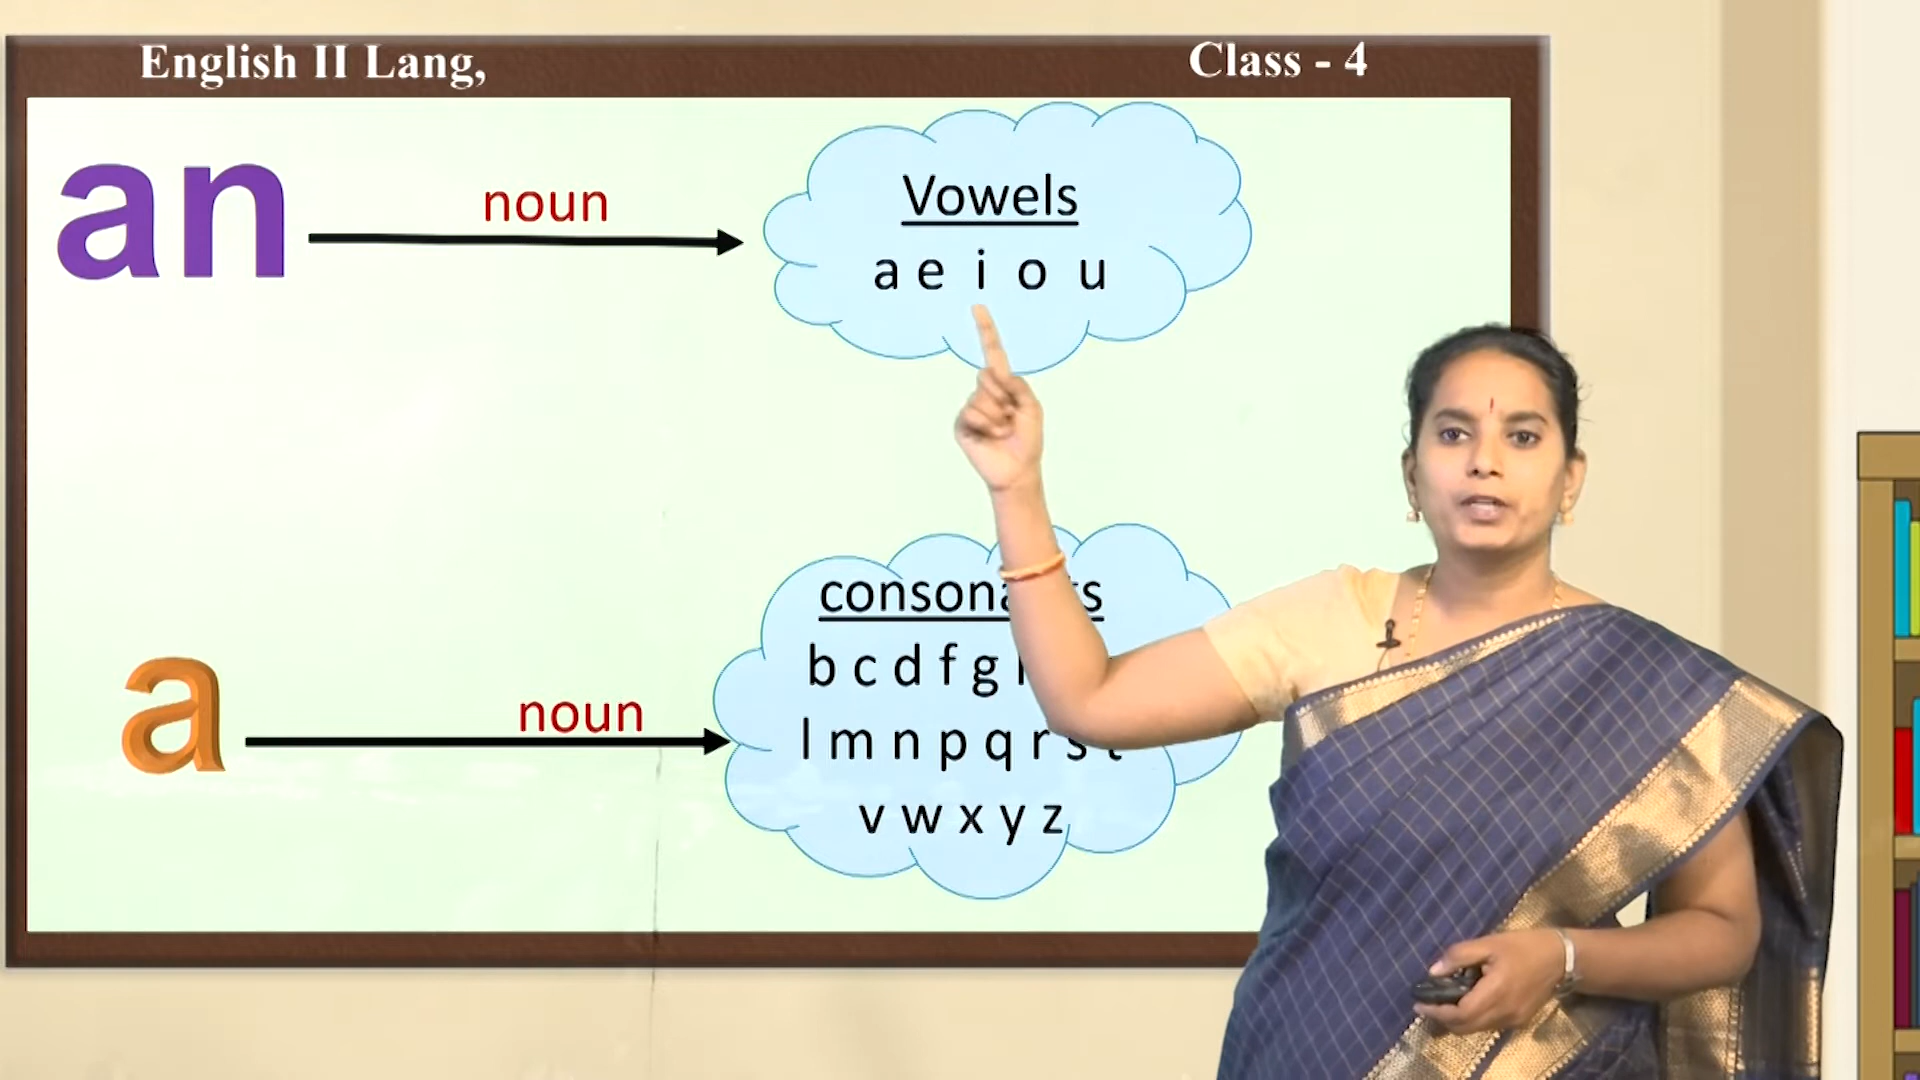 English II Lang,
Class - 4
an
noun
Vowels
a e i o u
b c d f g
a
noun
l m n p q r s t
v w x y z